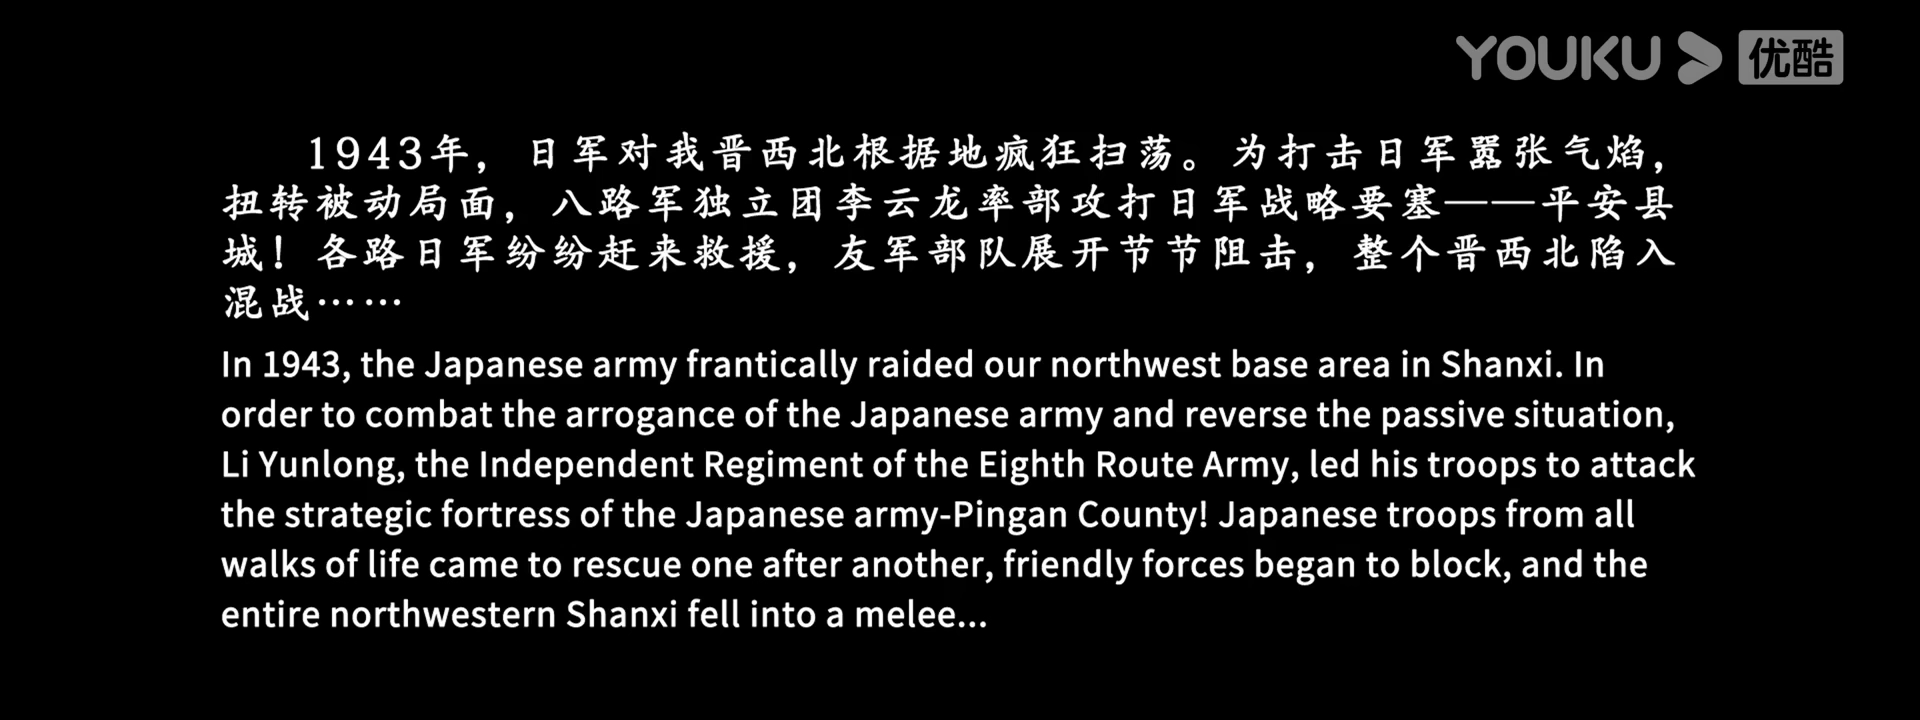 YOUKU 优酷
1943年，日军对我晋西北根据地疯狂扫荡。为打击日军嚣张气焰，
扭转被动局面，八路军独立团李云龙率部攻打日军战略要塞——平安县
城！各路日军纷纷赶来救援，友军部队展开节节阻击，整个晋西北陷入
混战……
In 1943, the Japanese army frantically raided our northwest base area in Shanxi. In
order to combat the arrogance of the Japanese army and reverse the passive situation,
Li Yunlong, the Independent Regiment of the Eighth Route Army, led his troops to attack
the strategic fortress of the Japanese army-Pingan County! Japanese troops from all
walks of life came to rescue one after another, friendly forces began to block, and the
entire northwestern Shanxi fell into a melee...